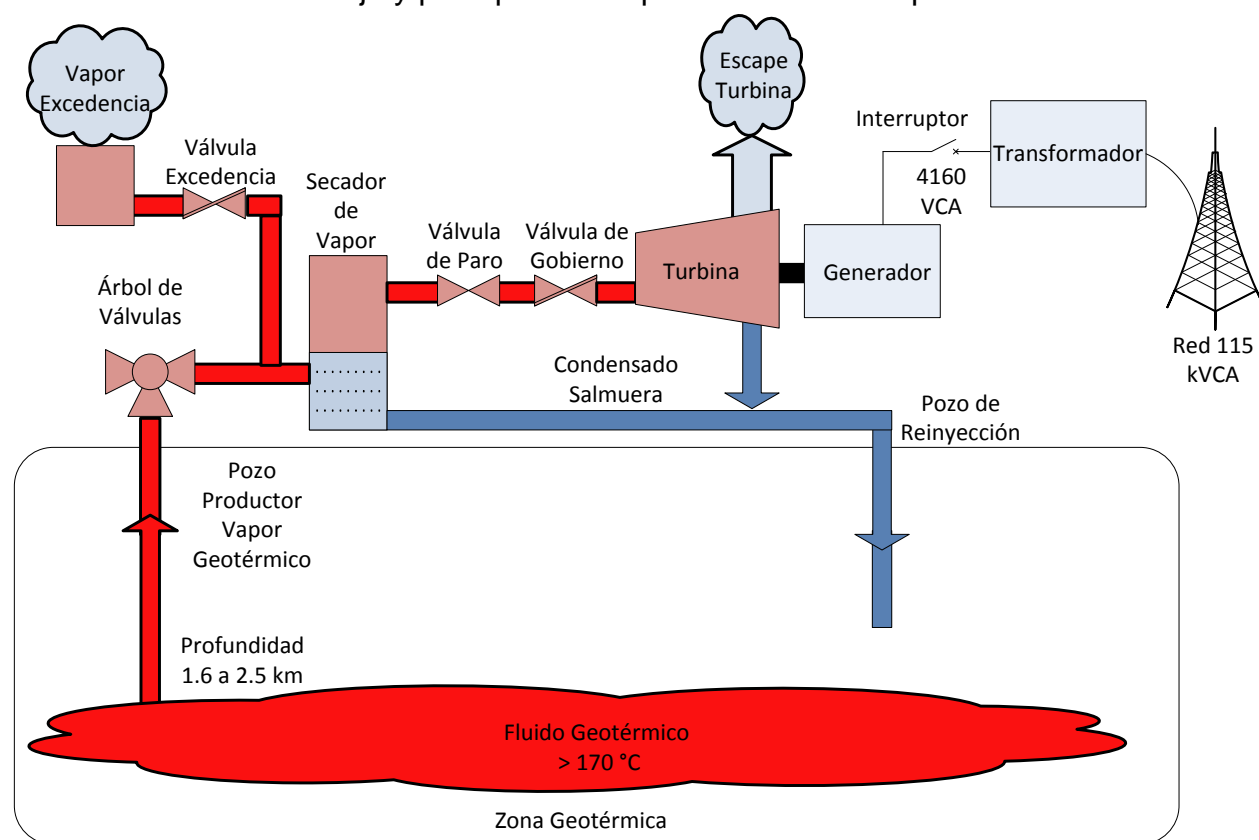 Vapor
Excedencia
Válvula
Excedencia
Secador
de
Vapor
Árbol de
Válvulas
Válvula
de Paro
Válvula de
Gobierno
Escape
Turbina
Turbina
Generador
Interruptor
4160
VCA
Transformador
Red 115
kVCA
Condensado
Salmuera
Pozo de
Reinyección
Pozo
Productor
Vapor
Geotérmico
Profundidad
1.6 a 2.5 km
Fluido Geotérmico
> 170 °C
Zona Geotérmica